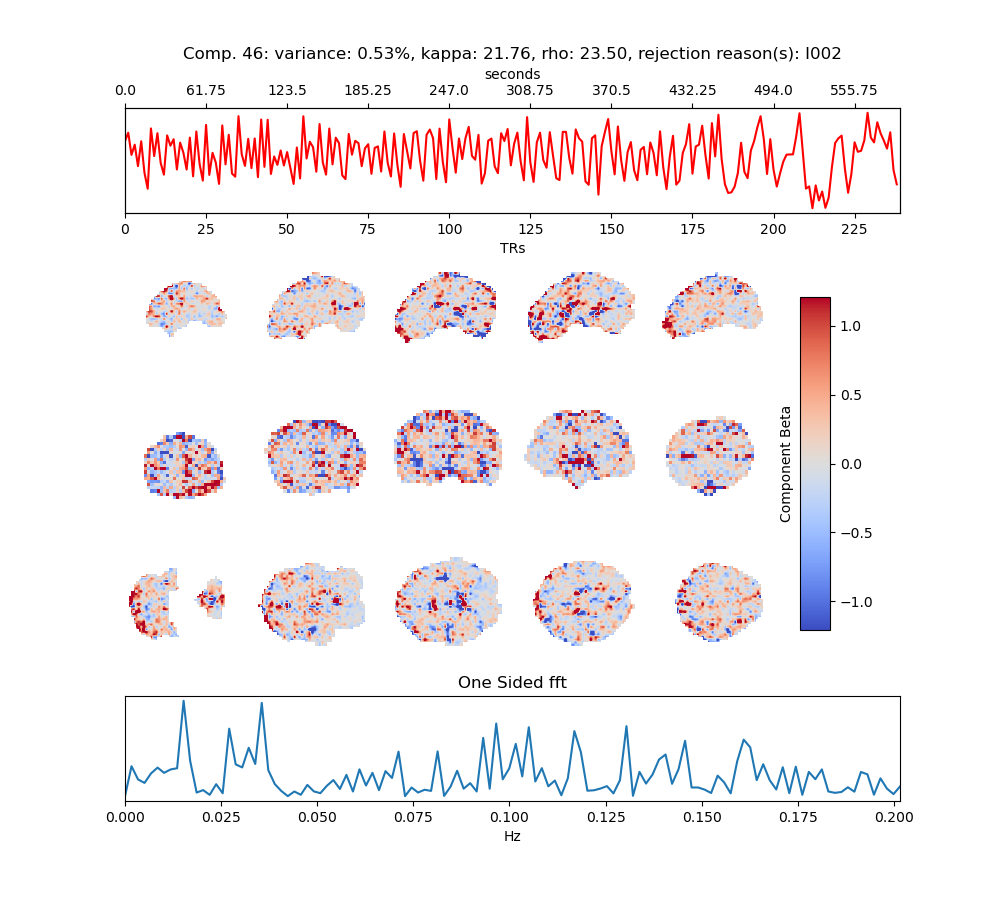 Comp. 46: variance: 0.53%, kappa: 21.76, rho: 23.50, rejection reason(s): I002
seconds
0.0 61.75 123.5 185.25 247.0 308.75 370.5 432.25 494.0 555.75
0 25 50 75 100 125 150 175 200 225
TRs
1.0
0.5
0.0
−0.5
−1.0
Component Beta
One Sided fft
0.000 0.025 0.050 0.075 0.100 0.125 0.150 0.175 0.200
Hz